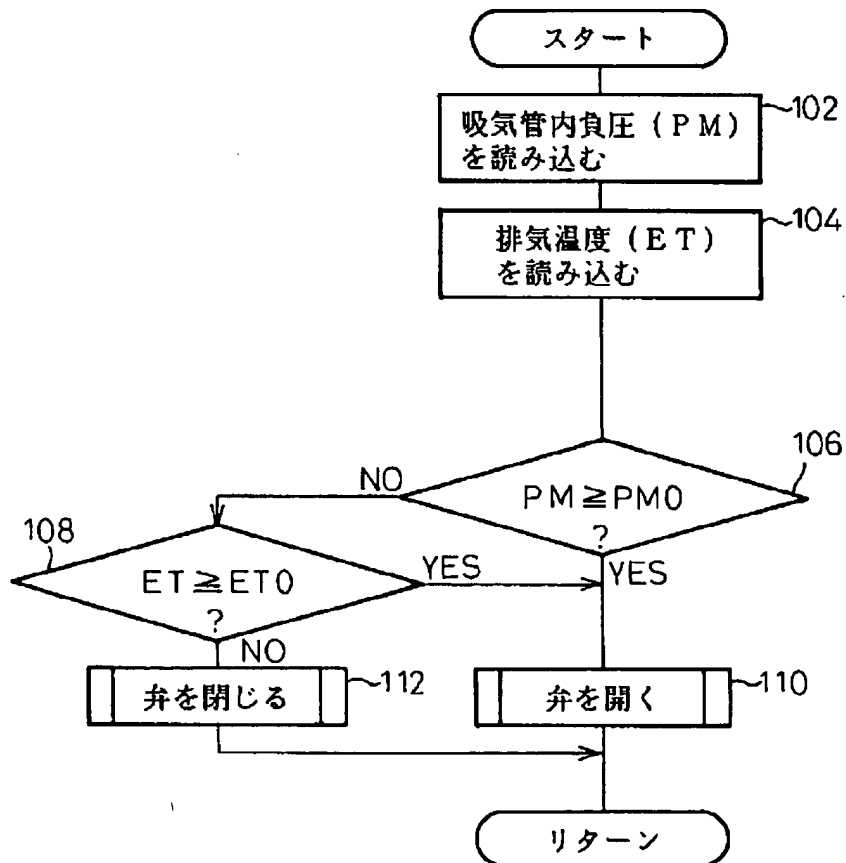 スタート
吸気管内負圧(PM)
を読み込む
102
排気温度(ET)
を読み込む
104
PM≧PM0
?
106
NO
YES
ET≧ET0
?
108
YES
NO
弁を閉じる
112
弁を開く
110
リターン